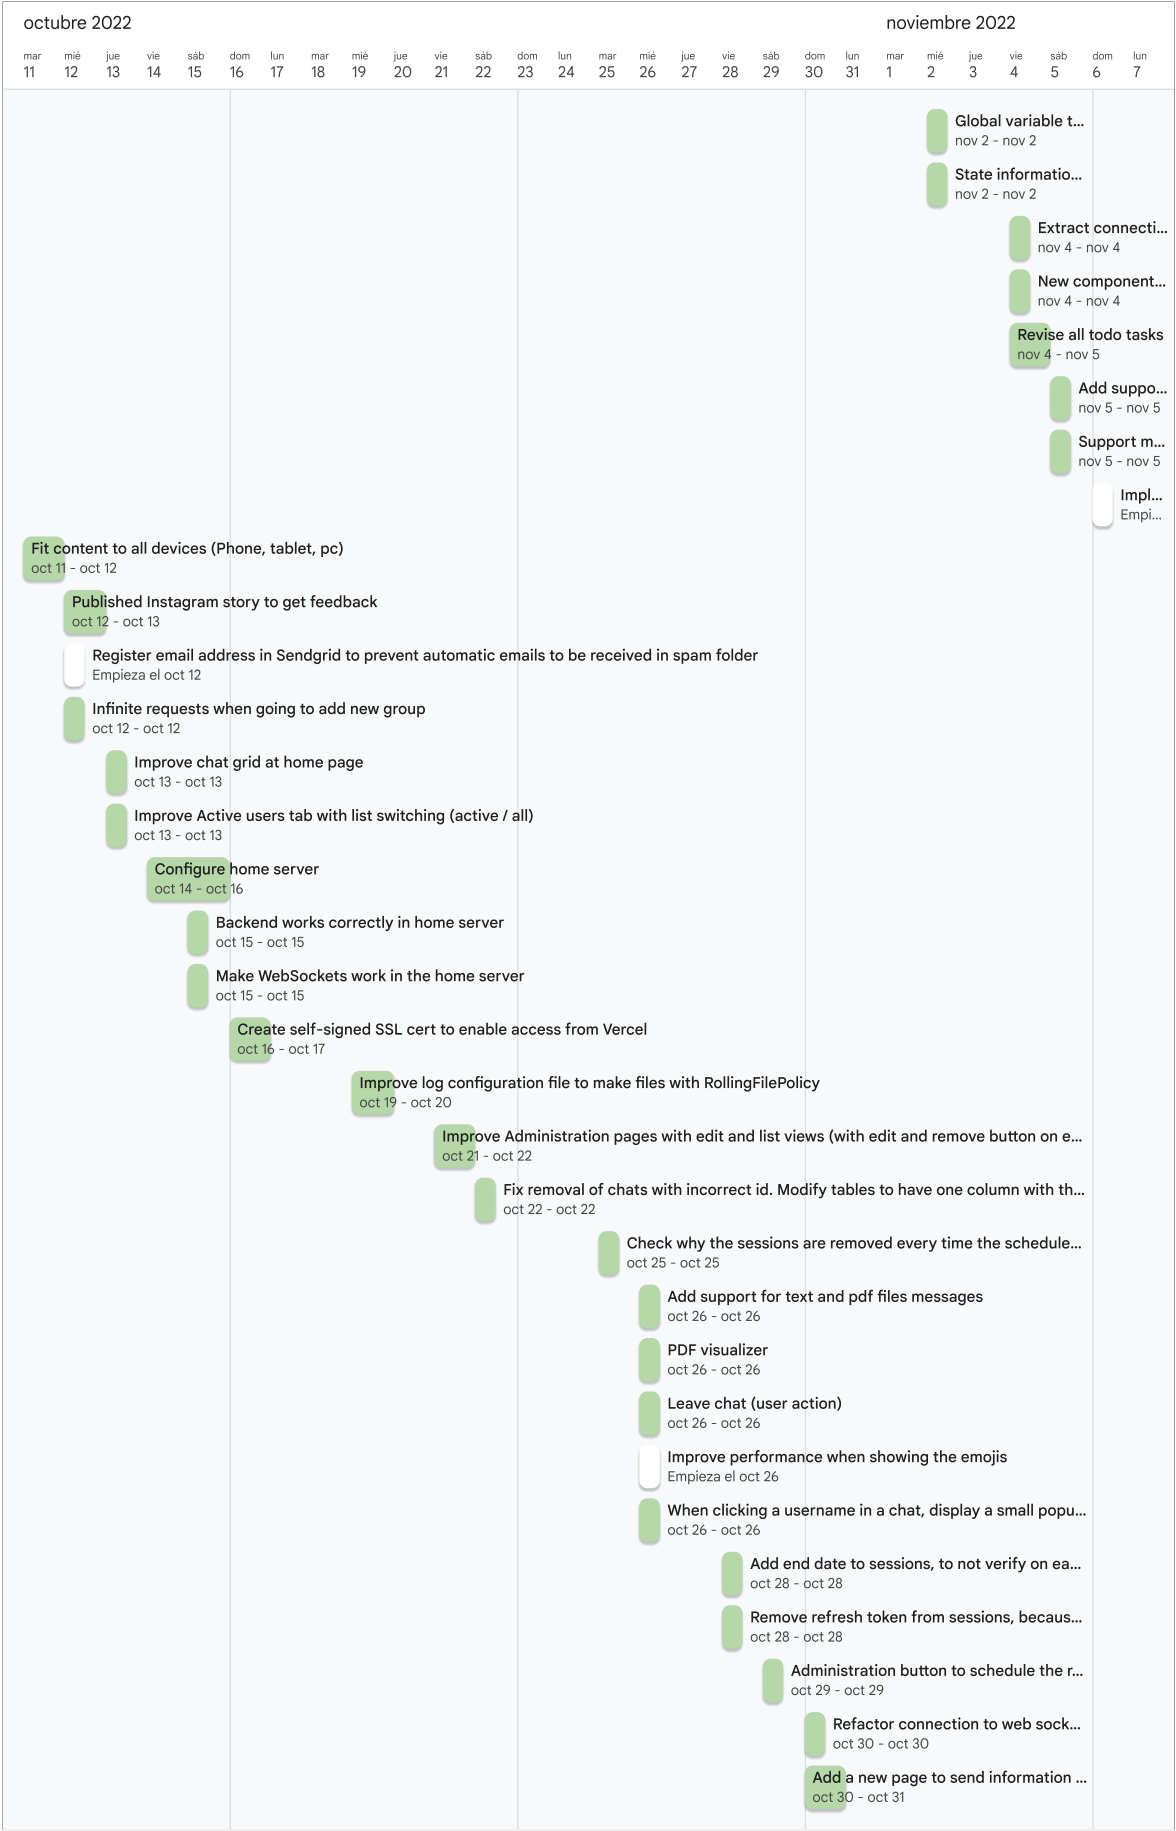 octubre 2022 noviembre 2022
mar mié jue vie sáb dom lun mar mié jue vie sáb dom lun mar mié jue vie sáb dom lun mar mié jue vie sáb dom lun
11 12 13 14 15 16 17 18 19 20 21 22 23 24 25 26 27 28 29 30 31 1 2 3 4 5 6 7
Global variable t...
nov 2 - nov 2
State informatio...
nov 2 - nov 2
Extract connecti...
nov 4 - nov 4
New component...
nov 4 - nov 4
Revise all todo tasks
nov 4 - nov 5
Add suppo...
nov 5 - nov 5
Support m...
nov 5 - nov 5
Impl...
Empi...
Fit content to all devices (Phone, tablet, pc)
oct 11 - oct 12
Published Instagram story to get feedback
oct 12 - oct 13
Register email address in Sendgrid to prevent automatic emails to be received in spam folder
Empieza el oct 12
Infinite requests when going to add new group
oct 12 - oct 12
Improve chat grid at home page
oct 13 - oct 13
Improve Active users tab with list switching (active / all)
oct 13 - oct 13
Configure home server
oct 14 - oct 16
Backend works correctly in home server
oct 15 - oct 15
Make WebSockets work in the home server
oct 15 - oct 15
Create self-signed SSL cert to enable access from Vercel
oct 16 - oct 17
Improve log configuration file to make files with RollingFilePolicy
oct 19 - oct 20
Improve Administration pages with edit and list views (with edit and remove button on e...
oct 21 - oct 22
Fix removal of chats with incorrect id. Modify tables to have one column with th...
oct 22 - oct 22
Check why the sessions are removed every time the schedule...
oct 25 - oct 25
Add support for text and pdf files messages
oct 26 - oct 26
PDF visualizer
oct 26 - oct 26
Leave chat (user action)
oct 26 - oct 26
Improve performance when showing the emojis
Empieza el oct 26
When clicking a username in a chat, display a small popu...
oct 26 - oct 26
Add end date to sessions, to not verify on ea...
oct 28 - oct 28
Remove refresh token from sessions, becaus...
oct 28 - oct 28
Administration button to schedule the r...
oct 29 - oct 29
Refactor connection to web sock...
oct 30 - oct 30
Add a new page to send information ...
oct 30 - oct 31